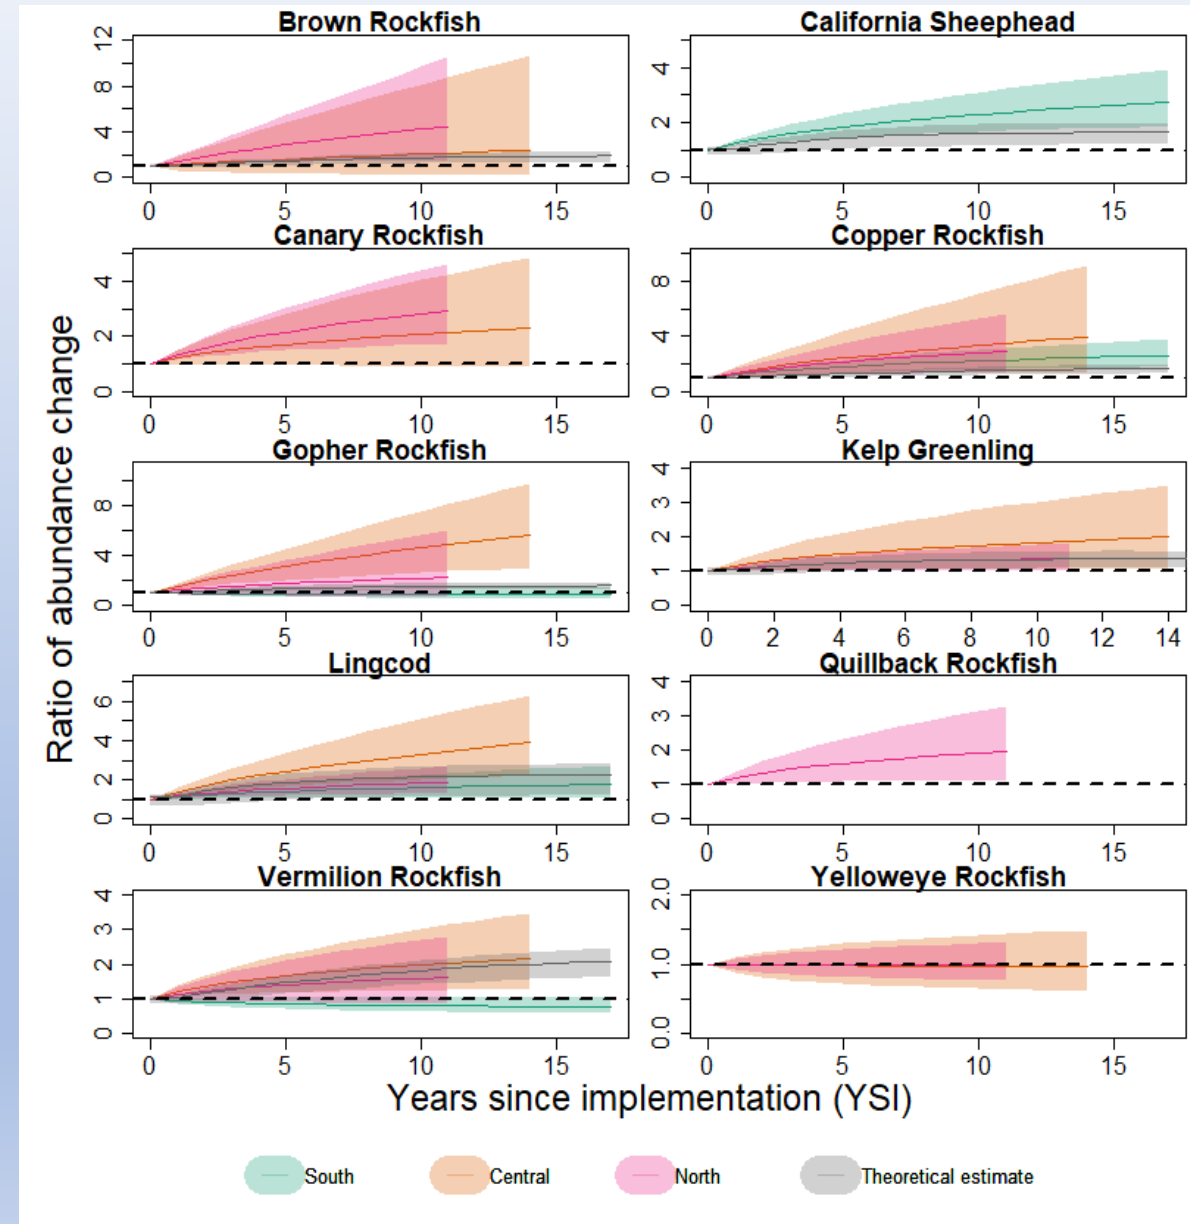 Brown Rockfish
California Sheephead
0 4 8 12
0 2 4
0 5 10 15
0 5 10 15
Canary Rockfish
Copper Rockfish
0 2 4
0 4 8
0 5 10 15
0 5 10 15
Gopher Rockfish
Kelp Greenling
0 4 8
0 1 2 3 4
0 5 10 15
0 2 4 6 8 10 12 14
Lingcod
Quillback Rockfish
0 2 4 6
0 1 2 3 4
0 5 10 15
0 5 10 15
Vermilion Rockfish
Yelloweye Rockfish
0 1 2 3 4
0.0 1.0 2.0
0 5 10 15
0 5 10 15
Ratio of abundance change
Years since implementation (YSI)
South Central North Theoretical estimate